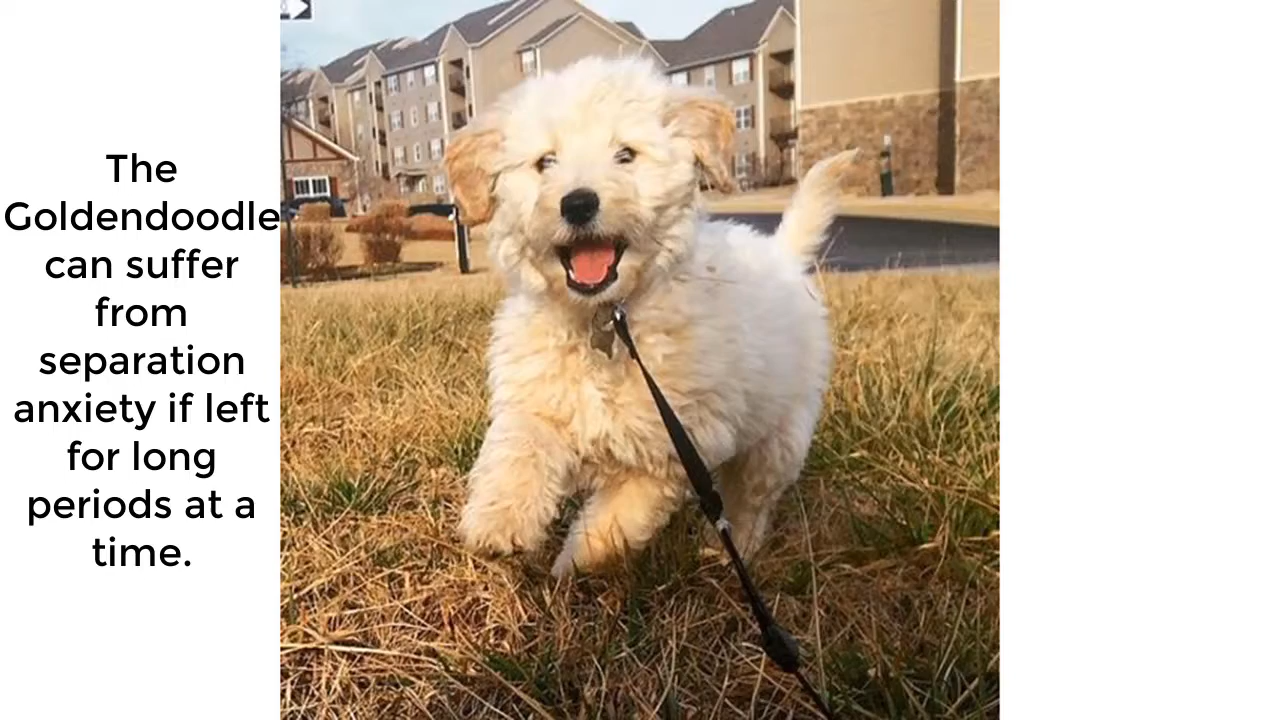 The
Goldendoodle
can suffer
from
separation
anxiety if left
for long
periods at a
time.